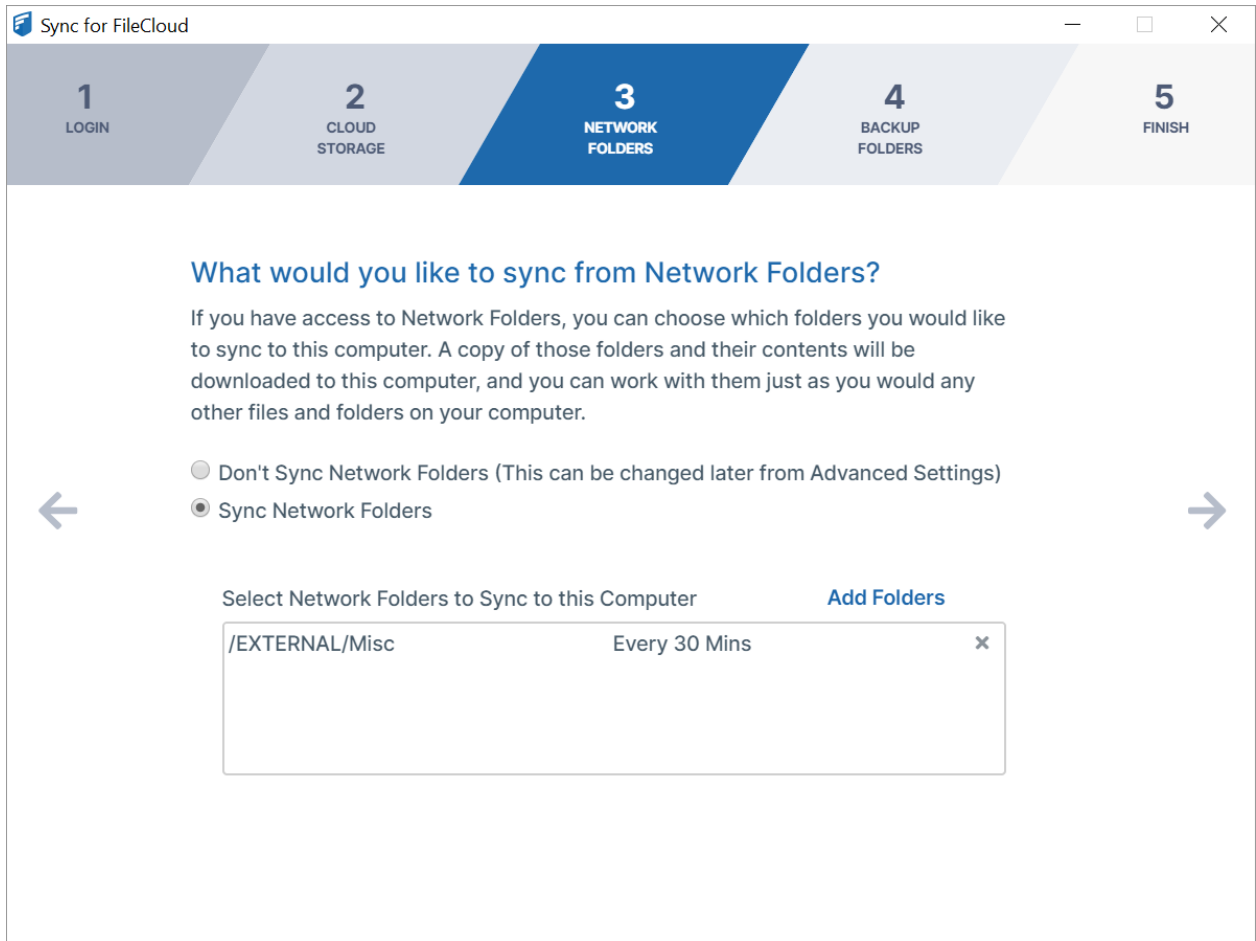 Sync for FileCloud
1
LOGIN
2
CLOUD
STORAGE
3
NETWORK
FOLDERS
4
BACKUP
FOLDERS
5
FINISH
What would you like to sync from Network Folders?
If you have access to Network Folders, you can choose which folders you would like
to sync to this computer. A copy of those folders and their contents will be
downloaded to this computer, and you can work with them just as you would any
other files and folders on your computer.
Don't Sync Network Folders (This can be changed later from Advanced Settings)
Sync Network Folders
Select Network Folders to Sync to this Computer Add Folders
/EXTERNAL/Misc Every 30 Mins